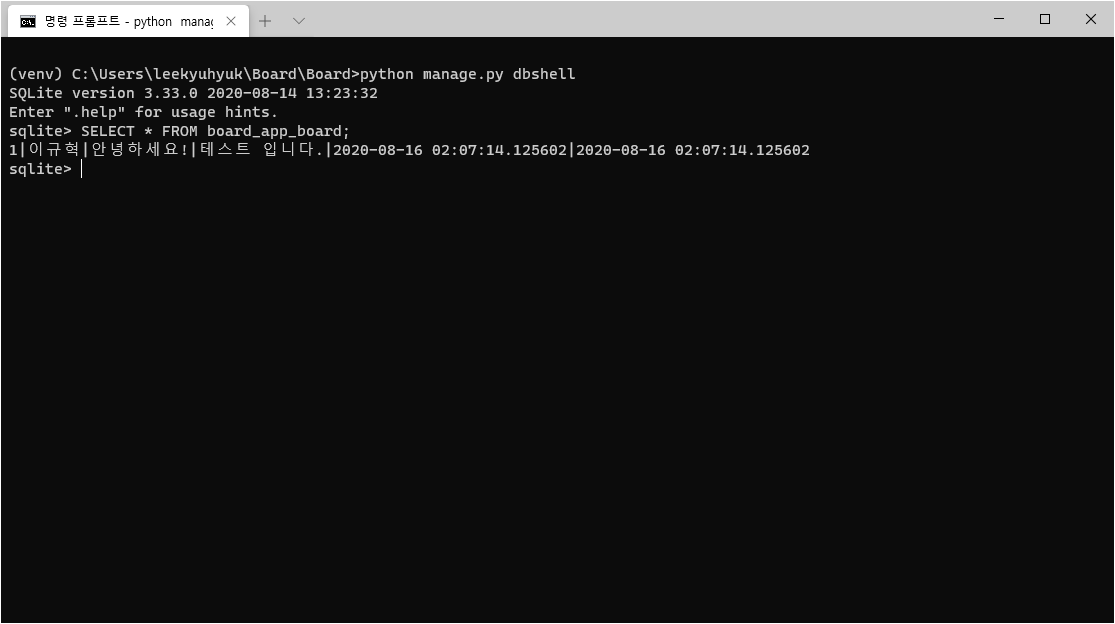 명령 프롬프트 - python manag
(venv) C:\Users\leekyuhyuk\Board\Board>python manage.py dbshell
SQLite version 3.33.0 2020-08-14 13:23:32
Enter ".help" for usage hints.
sqlite> SELECT * FROM board_app_board;
1|이규혁|안녕하세요!|테스트 입니다.|2020-08-16 02:07:14.125602|2020-08-16 02:07:14.125602
sqlite>